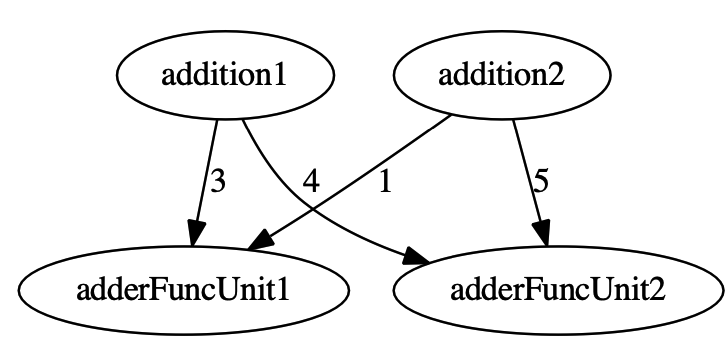 addition1
addition2
3
4
1
5
adderFuncUnit1
adderFuncUnit2